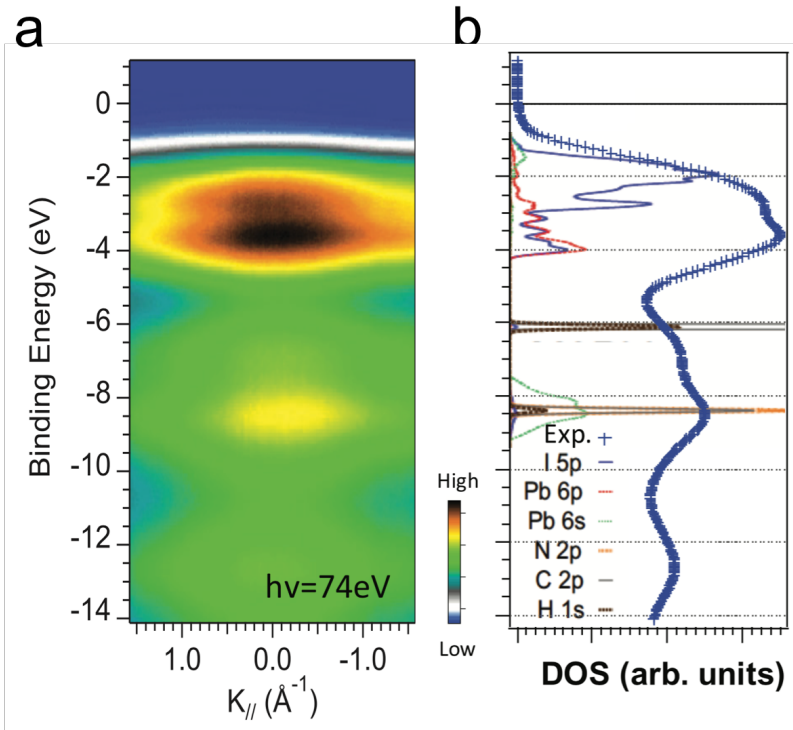 a
b
0
-2
-4
-6
-8
-10
-12
-14
Binding Energy (eV)
hν=74eV
1.0 0.0 -1.0
K// (Å-1)
High
Low
Exp.
I 5p
Pb 6p
Pb 6s
N 2p
C 2p
H 1s
DOS (arb. units)